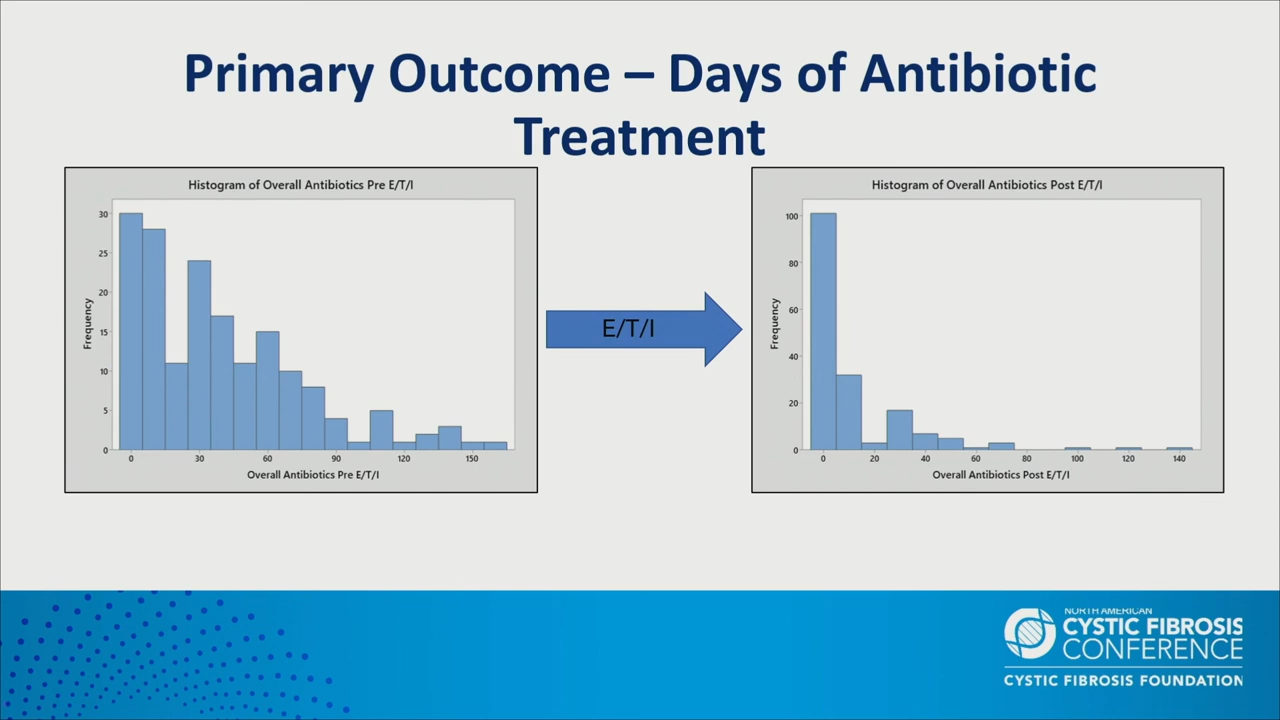 Primary Outcome – Days of Antibiotic
Treatment
Histogram of Overall Antibiotics Pre E/T/I
30
25
20
15
10
5
0
Frequency
0 30 60 90 120 150
Overall Antibiotics Pre E/T/I
E/T/I
Histogram of Overall Antibiotics Post E/T/I
100
80
60
40
20
0
Frequency
0 20 40 60 80 100 120 140
Overall Antibiotics Post E/T/I
NORTH AMERICAN
CYSTIC FIBROSIS
CONFERENCE
CYSTIC FIBROSIS FOUNDATION